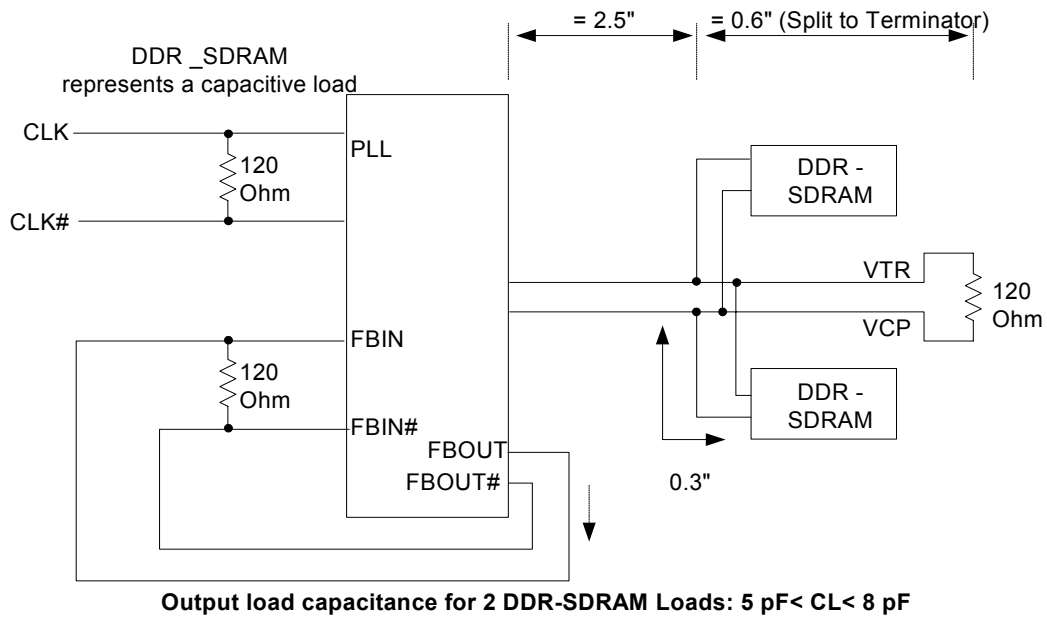 = 2.5"
= 0.6" (Split to Terminator)
DDR _SDRAM
represents a capacitive load
CLK
PLL
120
Ohm
CLK#
DDR -
SDRAM
VTR
120
Ohm
VCP
FBIN
120
Ohm
FBIN#
DDR -
SDRAM
FBOUT
FBOUT#
0.3"
Output load capacitance for 2 DDR-SDRAM Loads: 5 pF< CL< 8 pF